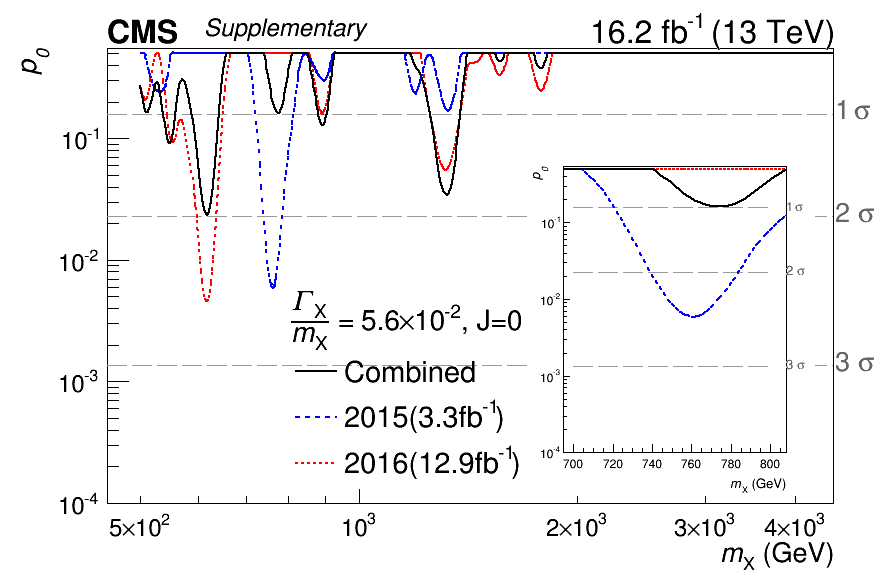 CMS Supplementary 16.2 fb⁻¹ (13 TeV)
p₀
10⁻¹
10⁻²
10⁻³
10⁻⁴
1 σ
2 σ
3 σ
Γ_X/m_X = 5.6×10⁻², J=0
Combined
2015(3.3fb⁻¹)
2016(12.9fb⁻¹)
p₀
10⁻¹
10⁻²
10⁻³
10⁻⁴
1 σ
2 σ
3 σ
700 720 740 760 780 800
m_X (GeV)
5×10² 10³ 2×10³ 3×10³ 4×10³
m_X (GeV)